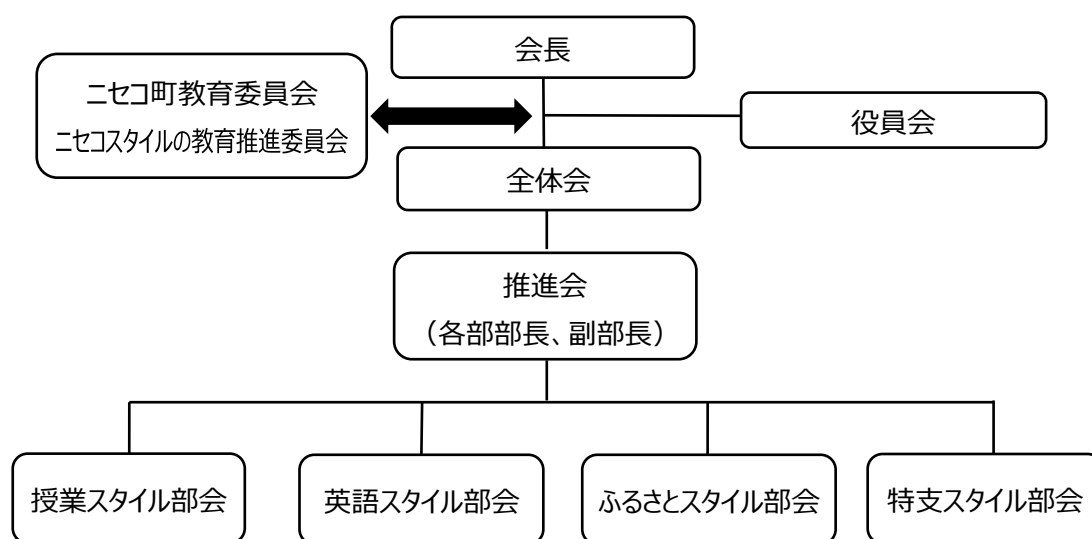 会長
ニセコ町教育委員会
ニセコスタイルの教育推進委員会
役員会
全体会
推進会
（各部部長、副部長）
授業スタイル部会
英語スタイル部会
ふるさとスタイル部会
特支スタイル部会